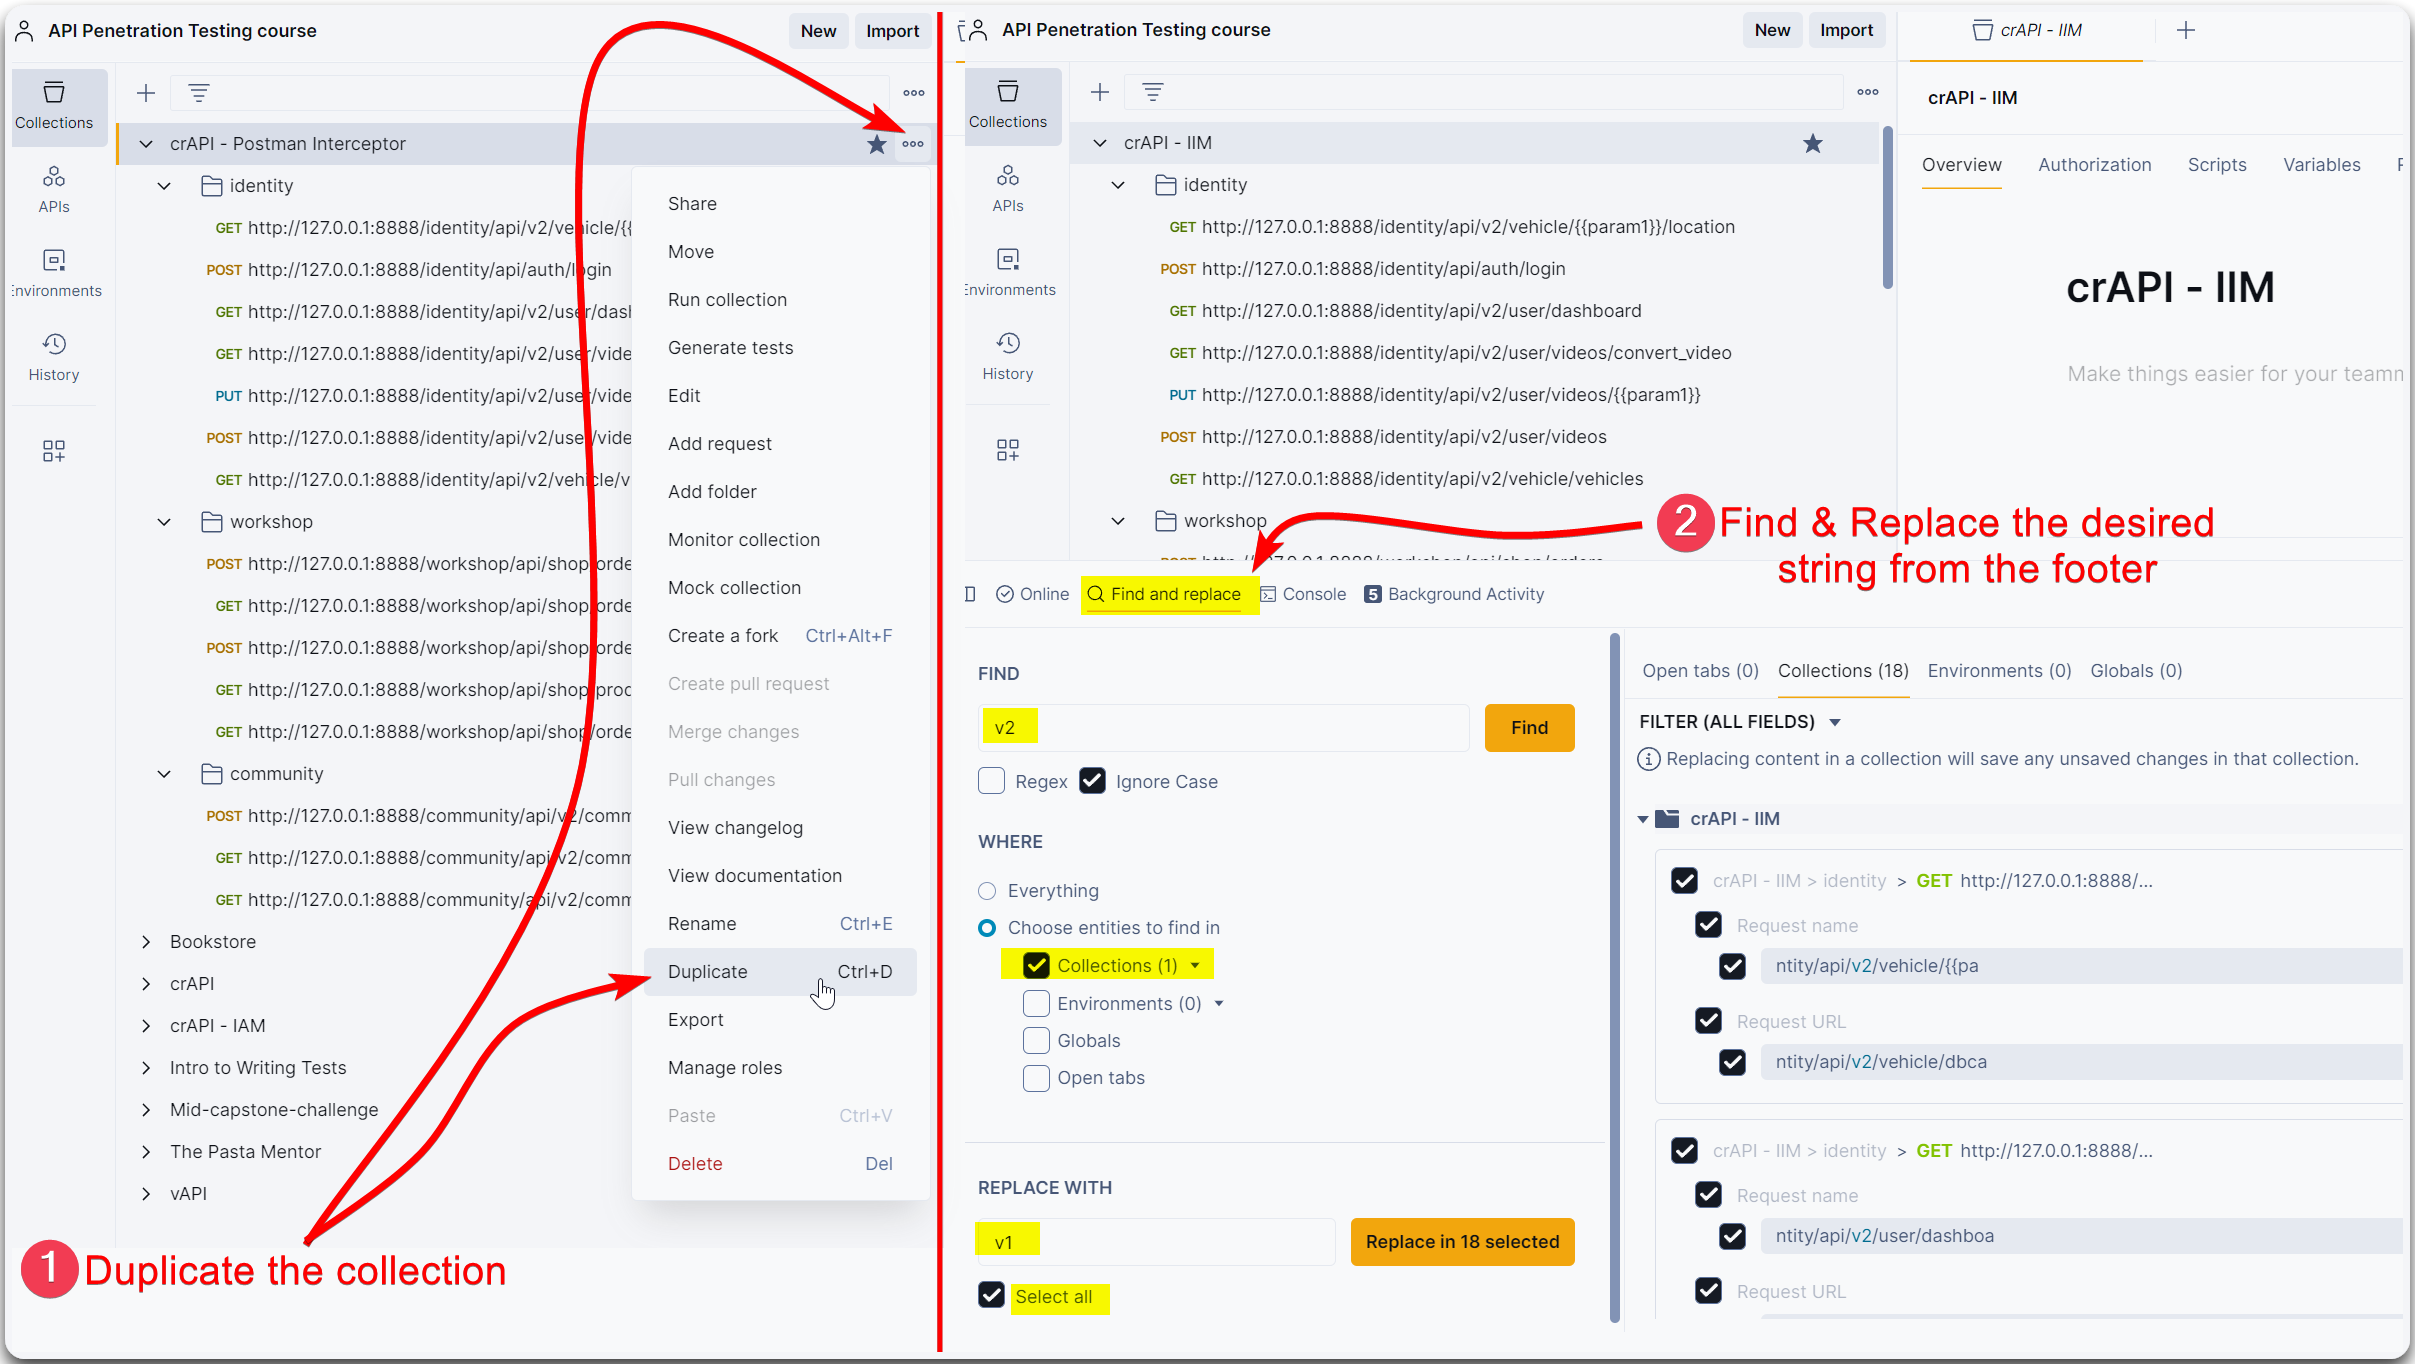 API Penetration Testing course
New
Import
Collections
APIs
Environments
History
crAPI - Postman Interceptor
identity
GET http://127.0.0.1:8888/identity/api/v2/vehicle/{{
POST http://127.0.0.1:8888/identity/api/auth/login
GET http://127.0.0.1:8888/identity/api/v2/user/dash
GET http://127.0.0.1:8888/identity/api/v2/user/vide
PUT http://127.0.0.1:8888/identity/api/v2/user/vide
POST http://127.0.0.1:8888/identity/api/v2/user/vide
GET http://127.0.0.1:8888/identity/api/v2/vehicle/v
workshop
POST http://127.0.0.1:8888/workshop/api/shop/orde
GET http://127.0.0.1:8888/workshop/api/shop/orde
POST http://127.0.0.1:8888/workshop/api/shop/orde
GET http://127.0.0.1:8888/workshop/api/shop/prod
GET http://127.0.0.1:8888/workshop/api/shop/orde
community
POST http://127.0.0.1:8888/community/api/v2/comm
GET http://127.0.0.1:8888/community/api/v2/comm
GET http://127.0.0.1:8888/community/api/v2/comm
Bookstore
crAPI
crAPI - IAM
Intro to Writing Tests
Mid-capstone-challenge
The Pasta Mentor
vAPI
Share
Move
Run collection
Generate tests
Edit
Add request
Add folder
Monitor collection
Mock collection
Create a fork Ctrl+Alt+F
Create pull request
Merge changes
Pull changes
View changelog
View documentation
Rename Ctrl+E
Duplicate Ctrl+D
Export
Manage roles
Paste Ctrl+V
Delete Del
1 Duplicate the collection
API Penetration Testing course
New
Import
Collections
APIs
Environments
History
crAPI - IIM
identity
GET http://127.0.0.1:8888/identity/api/v2/vehicle/{{param1}}/location
POST http://127.0.0.1:8888/identity/api/auth/login
GET http://127.0.0.1:8888/identity/api/v2/user/dashboard
GET http://127.0.0.1:8888/identity/api/v2/user/videos/convert_video
PUT http://127.0.0.1:8888/identity/api/v2/user/videos/{{param1}}
POST http://127.0.0.1:8888/identity/api/v2/user/videos
GET http://127.0.0.1:8888/identity/api/v2/vehicle/vehicles
workshop
POST http://127.0.0.1:8888/workshop/api/shop/orders
crAPI - IIM
crAPI - IIM
Overview Authorization Scripts Variables
crAPI - IIM
Make things easier for your teamm
2 Find & Replace the desired
string from the footer
Online Find and replace Console 5 Background Activity
FIND
v2
Find
Regex Ignore Case
WHERE
Everything
Choose entities to find in
Collections (1)
Environments (0)
Globals
Open tabs
REPLACE WITH
v1
Replace in 18 selected
Select all
Open tabs (0) Collections (18) Environments (0) Globals (0)
FILTER (ALL FIELDS)
Replacing content in a collection will save any unsaved changes in that collection.
crAPI - IIM
crAPI - IIM > identity > GET http://127.0.0.1:8888/...
Request name
ntity/api/v2/vehicle/{{pa
Request URL
ntity/api/v2/vehicle/dbca
crAPI - IIM > identity > GET http://127.0.0.1:8888/...
Request name
ntity/api/v2/user/dashboa
Request URL